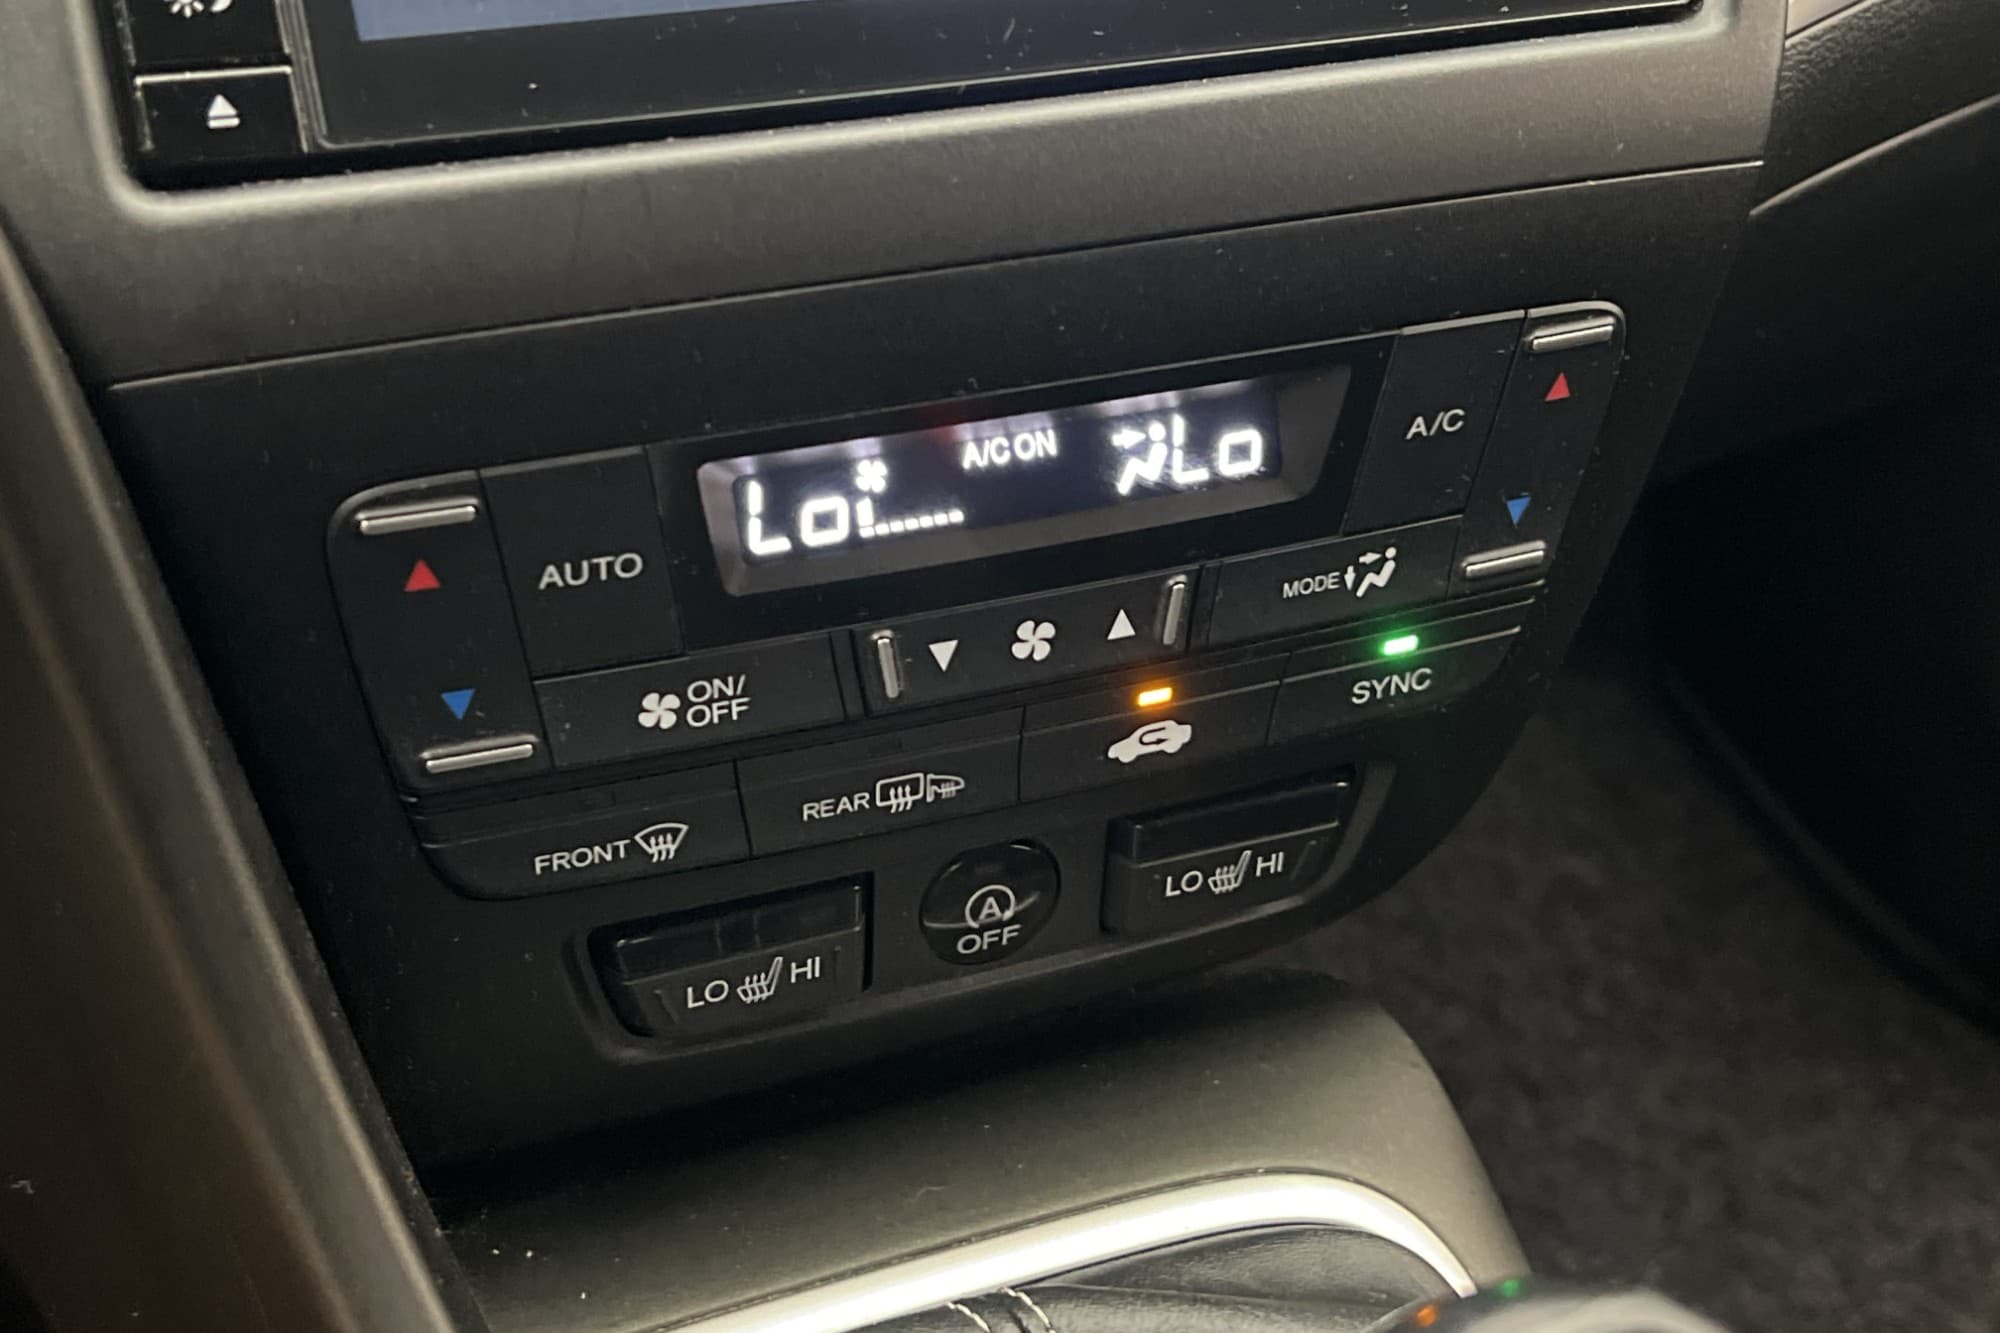 A/C ON
Lo
Lo
A/C
AUTO
MODE
ON/
OFF
SYNC
REAR
FRONT
LO HI
A
OFF
LO HI